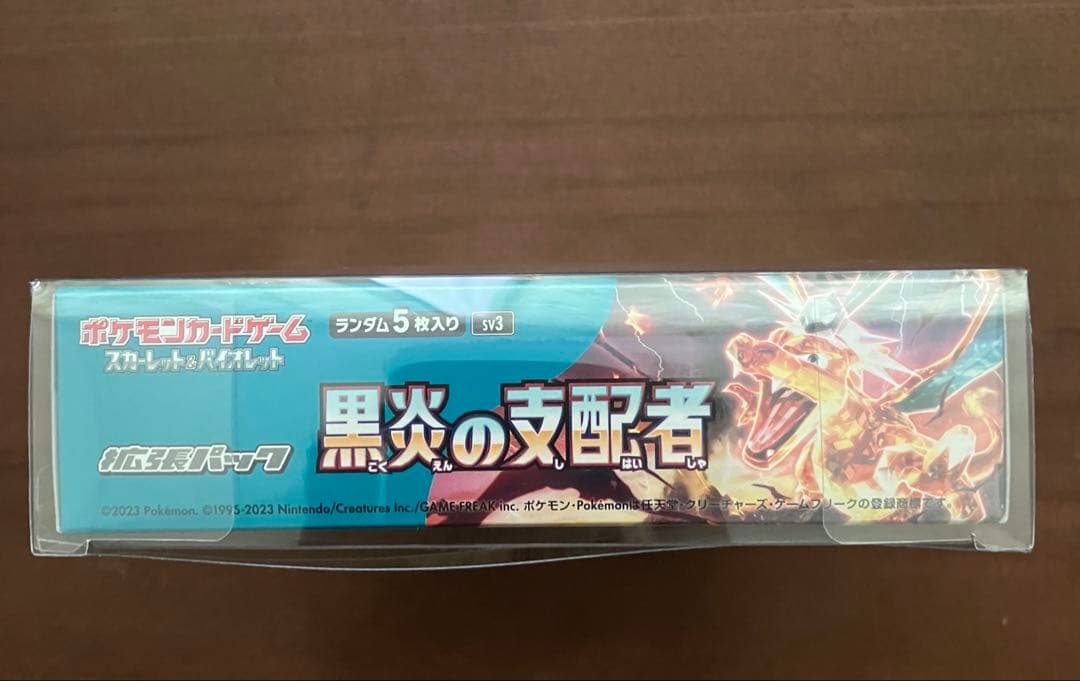 ポケモンカードゲーム
スカーレット&バイオレット
ランダム5枚入り SV3
拡張パック
黒炎の支配者
こく えん し はい しゃ
©2023 Pokémon. ©1995-2023 Nintendo/Creatures Inc./GAME FREAK inc. ポケモン・Pokémonは任天堂・クリーチャーズ・ゲームフリークの登録商標です。